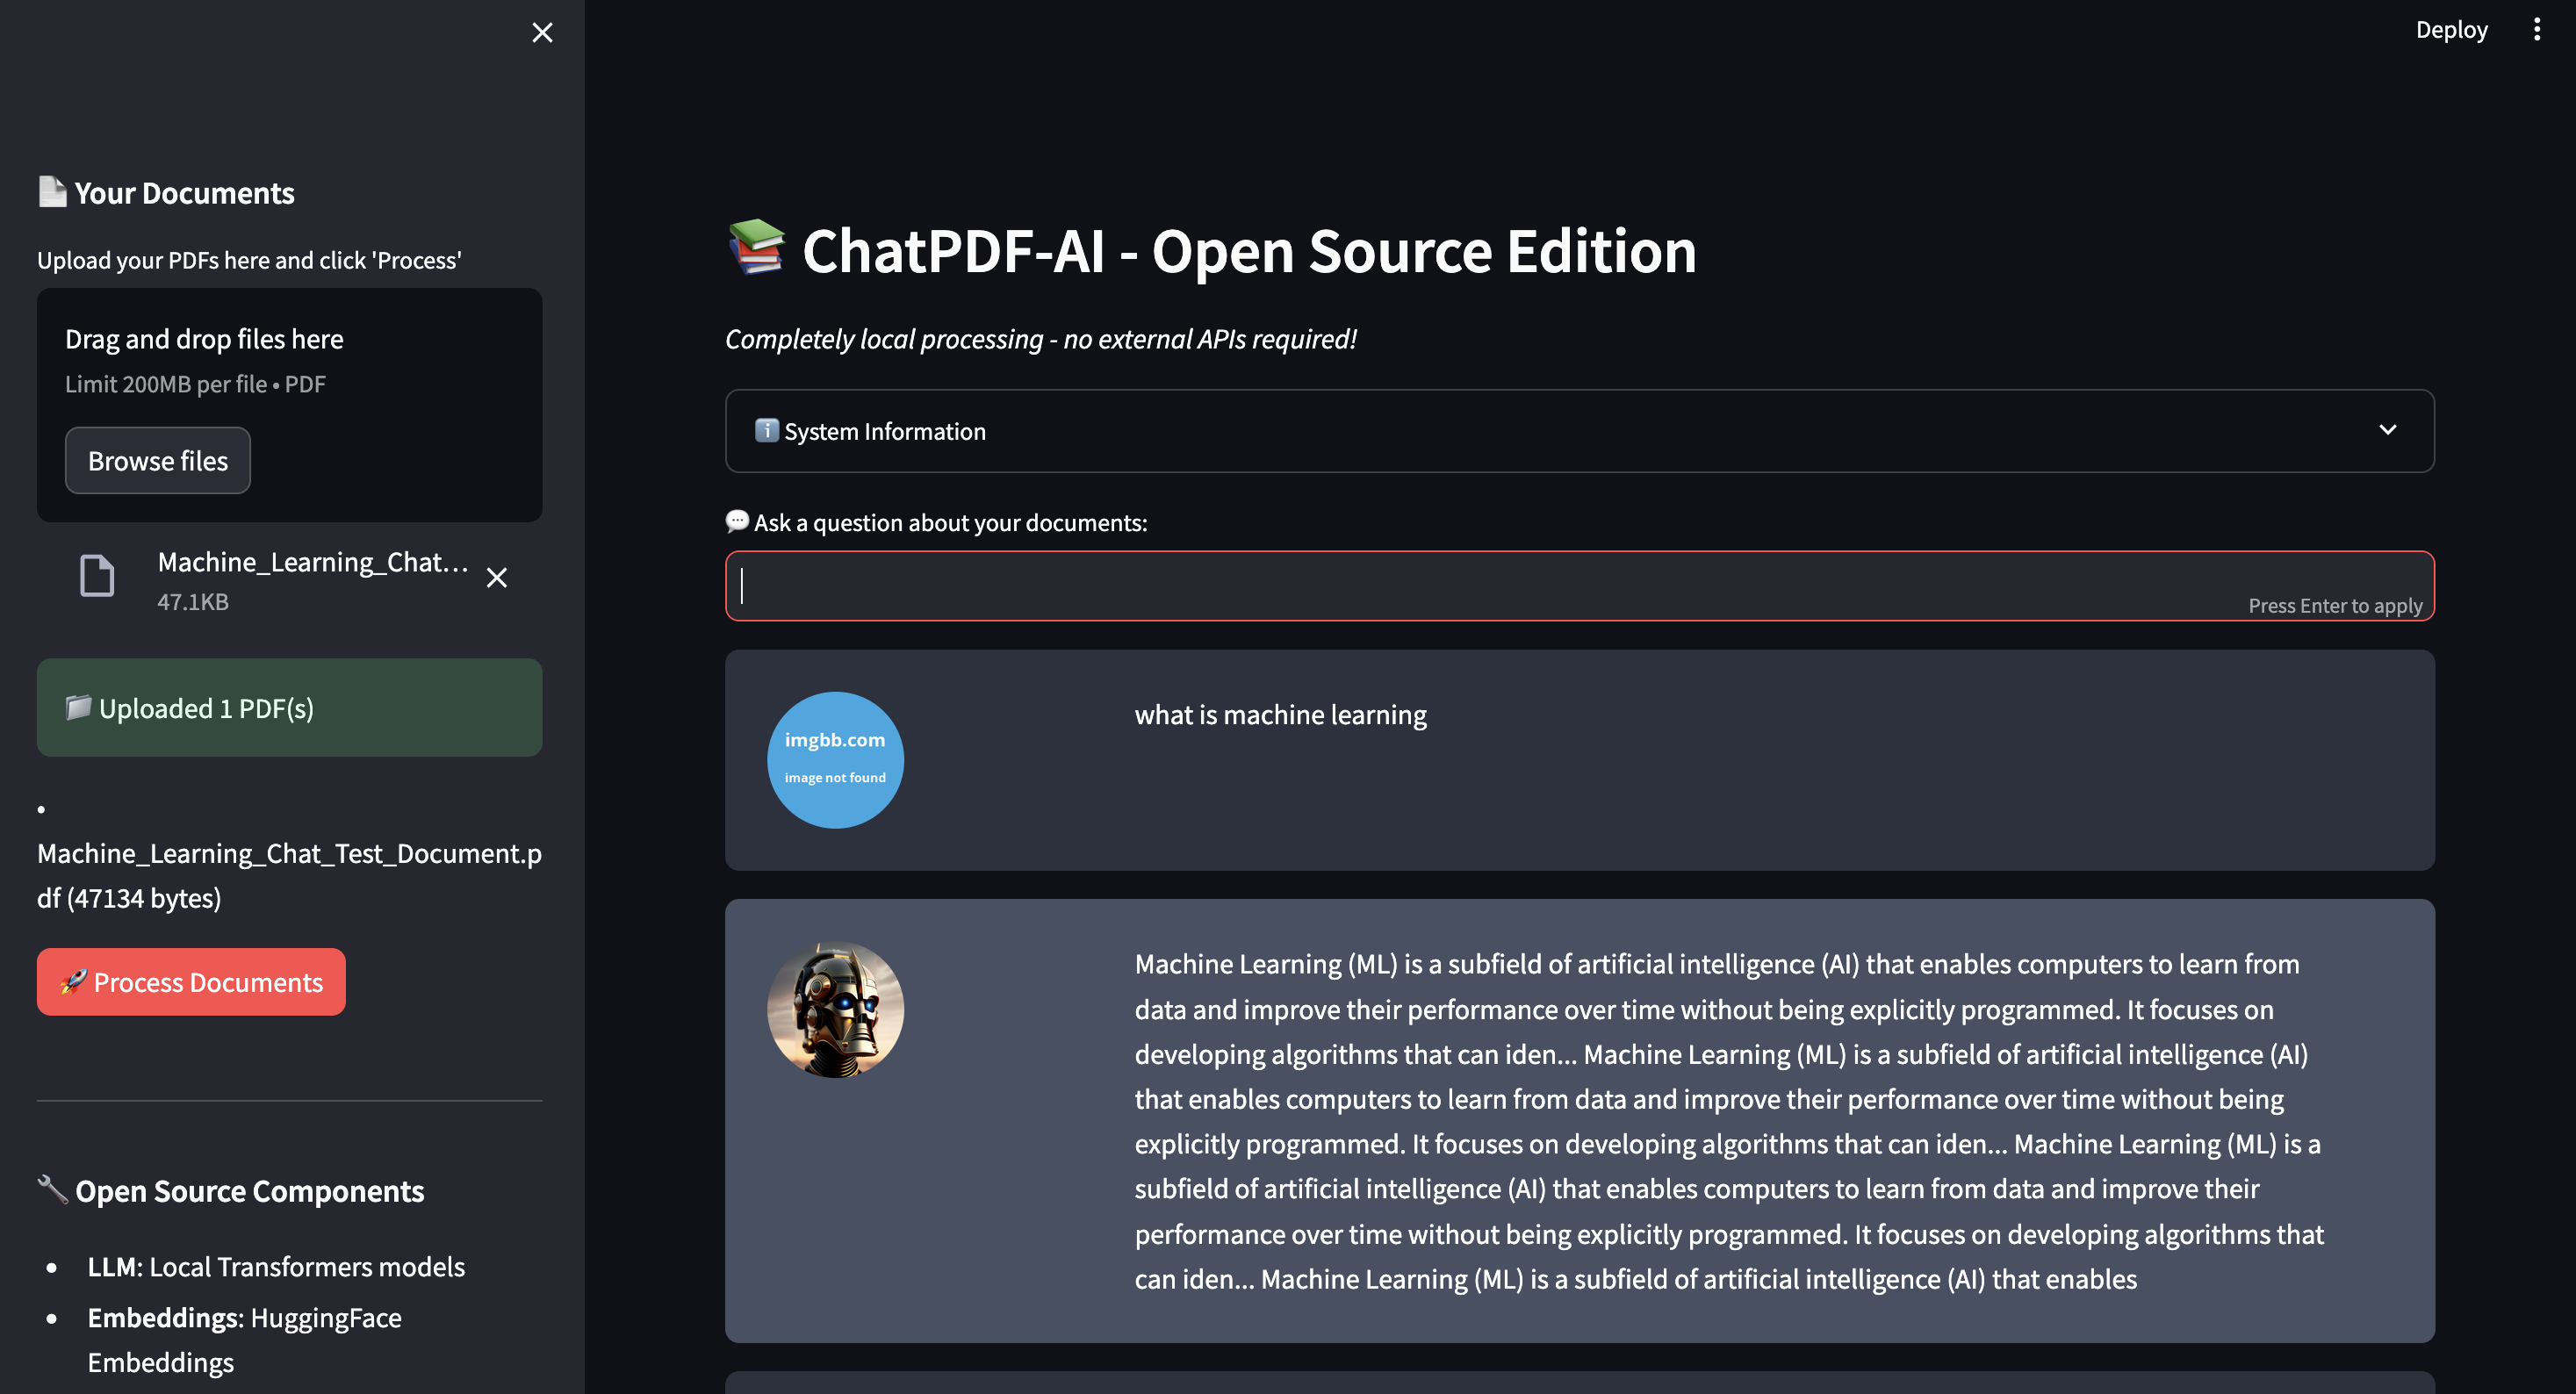 Deploy
📄 Your Documents
Upload your PDFs here and click 'Process'
Drag and drop files here
Limit 200MB per file • PDF
Browse files
Machine_Learning_Chat...
47.1KB
📁 Uploaded 1 PDF(s)
•
Machine_Learning_Chat_Test_Document.p
df (47134 bytes)
🚀 Process Documents
🔧 Open Source Components
• LLM: Local Transformers models
• Embeddings: HuggingFace
Embeddings
📚 ChatPDF-AI - Open Source Edition
Completely local processing - no external APIs required!
ℹ️ System Information
💬 Ask a question about your documents:
Press Enter to apply
imgbb.com
image not found
what is machine learning
Machine Learning (ML) is a subfield of artificial intelligence (AI) that enables computers to learn from
data and improve their performance over time without being explicitly programmed. It focuses on
developing algorithms that can iden... Machine Learning (ML) is a subfield of artificial intelligence (AI)
that enables computers to learn from data and improve their performance over time without being
explicitly programmed. It focuses on developing algorithms that can iden... Machine Learning (ML) is a
subfield of artificial intelligence (AI) that enables computers to learn from data and improve their
performance over time without being explicitly programmed. It focuses on developing algorithms that
can iden... Machine Learning (ML) is a subfield of artificial intelligence (AI) that enables